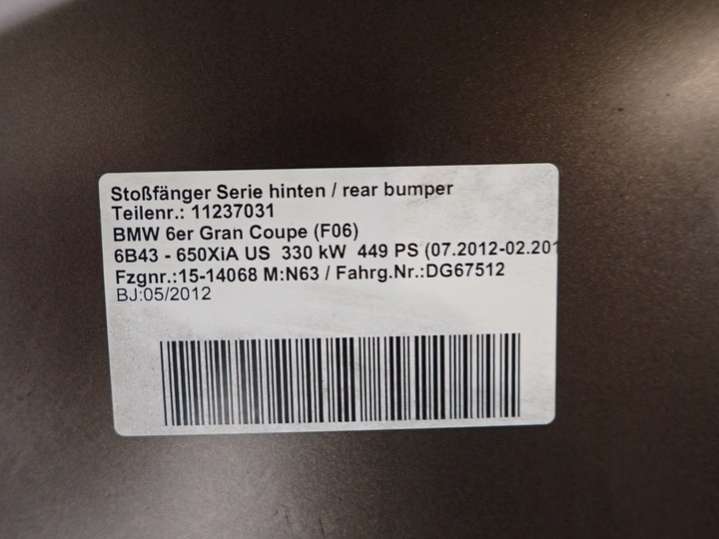 Stoßfänger Serie hinten / rear bumper
Teilenr.: 11237031
BMW 6er Gran Coupe (F06)
6B43 - 650XiA US 330 kW 449 PS (07.2012-02.201
Fzgnr.:15-14068 M:N63 / Fahrg.Nr.:DG67512
BJ:05/2012